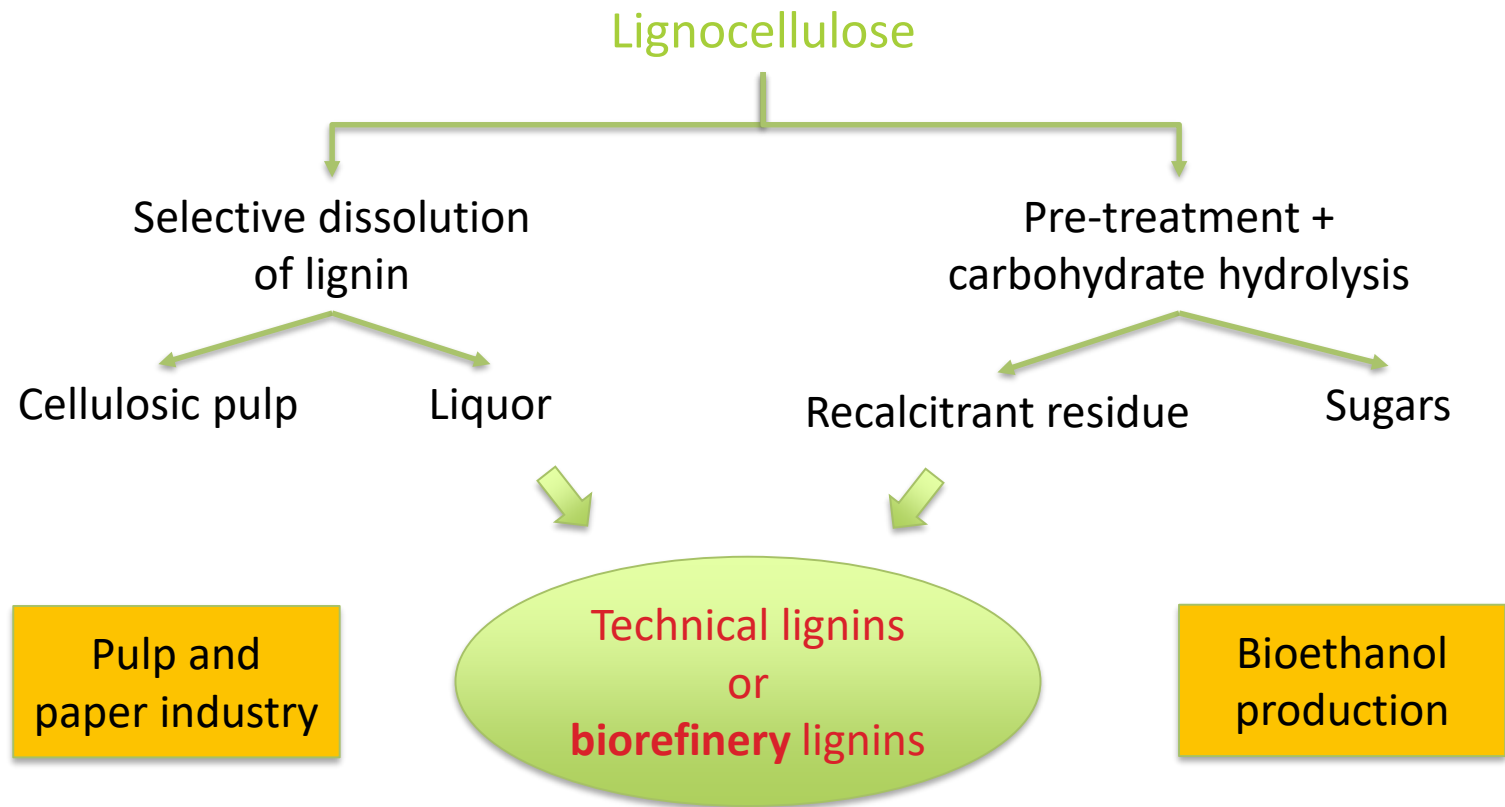 Lignocellulose
Selective dissolution
of lignin
Pre-treatment +
carbohydrate hydrolysis
Cellulosic pulp
Liquor
Recalcitrant residue
Sugars
Pulp and
paper industry
Technical lignins
or
biorefinery lignins
Bioethanol
production